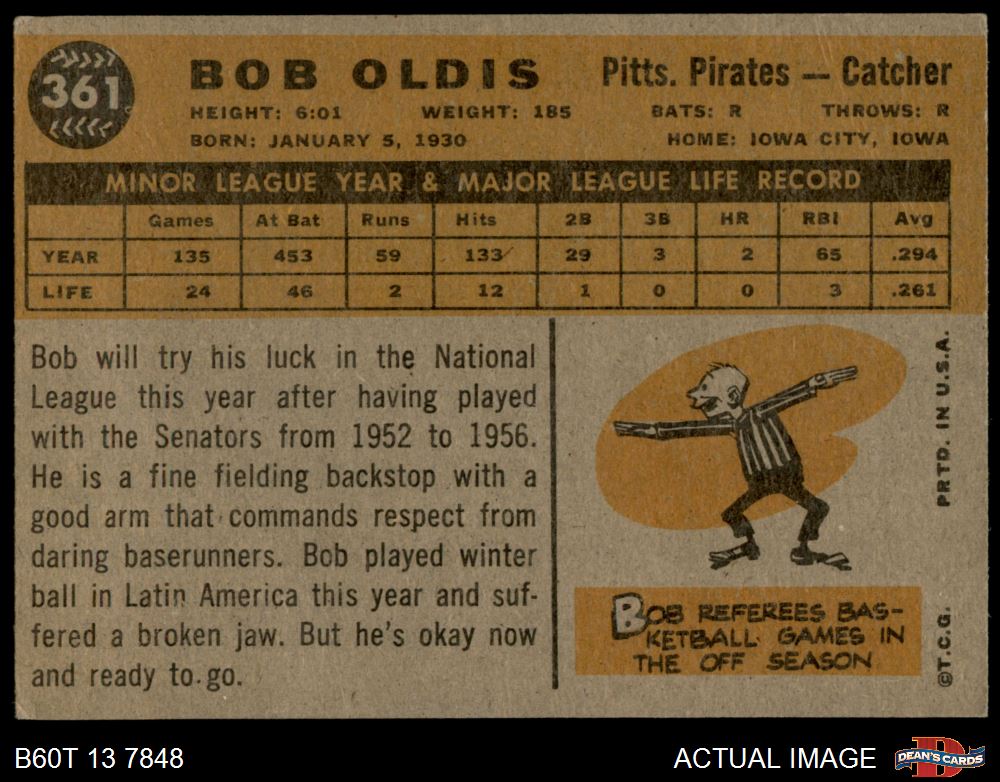 361
BOB OLDIS
Pitts. Pirates — Catcher
HEIGHT: 6:01 WEIGHT: 185 BATS: R THROWS: R
BORN: JANUARY 5, 1930 HOME: IOWA CITY, IOWA
MINOR LEAGUE YEAR & MAJOR LEAGUE LIFE RECORD
Games At Bat Runs Hits 2B 3B HR RBI Avg
YEAR 135 453 59 133 29 3 2 65 .294
LIFE 24 46 2 12 1 0 0 3 .261
Bob will try his luck in the National
League this year after having played
with the Senators from 1952 to 1956.
He is a fine fielding backstop with a
good arm that commands respect from
daring baserunners. Bob played winter
ball in Latin America this year and suf-
fered a broken jaw. But he's okay now
and ready to go.
BOB REFEREES BAS-
KETBALL GAMES IN
THE OFF SEASON
©T.C.G. PRTD. IN U.S.A.
B60T 13 7848
ACTUAL IMAGE
D
DEAN'S CARDS